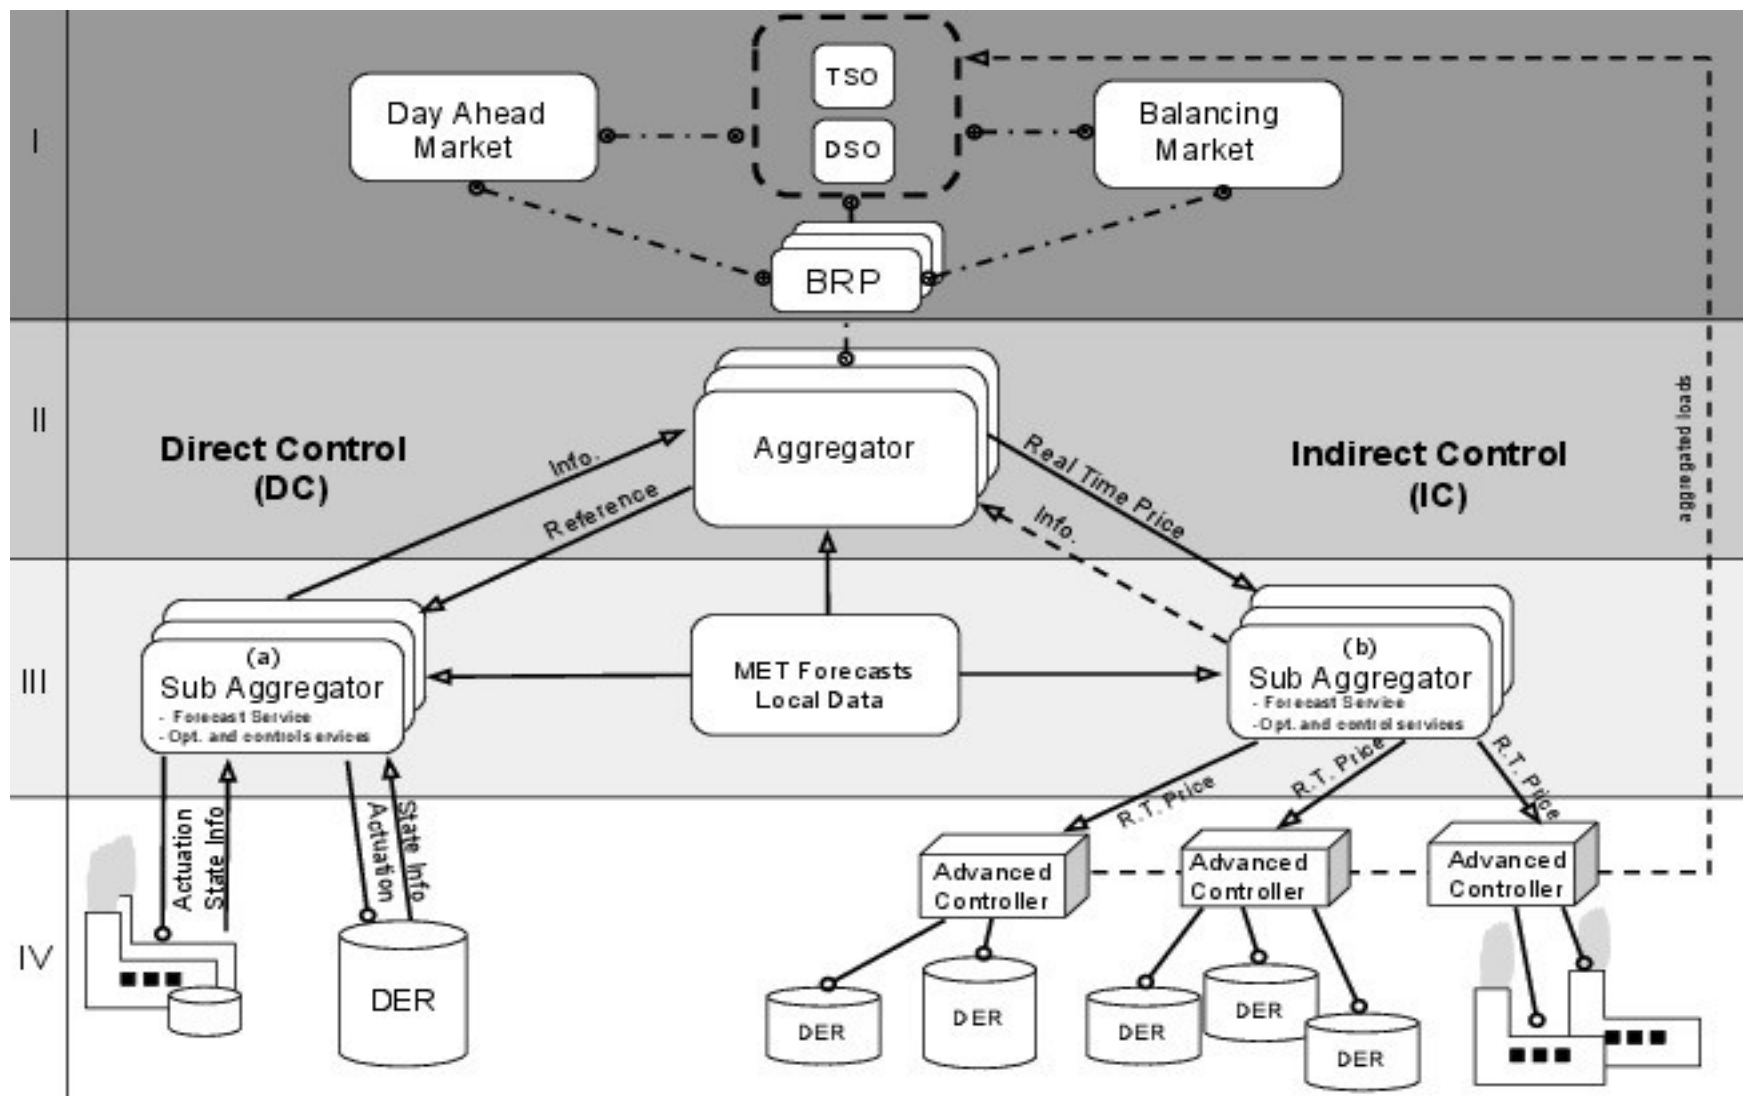 I
TSO
DSO
Day Ahead
Market
Balancing
Market
BRP
II
Direct Control
(DC)
Info.
Reference
Aggregator
Real Time Price
Info.
Indirect Control
(IC)
aggregated loads
III
(a)
Sub Aggregator
- Forecast Service
- Opt. and control services
MET Forecasts
Local Data
(b)
Sub Aggregator
- Forecast Service
-Opt. and control services
R.T. Price
R.T. Price
R.T. Price
IV
Actuation
State Info
Actuation
State Info
DER
Advanced
Controller
Advanced
Controller
Advanced
Controller
DER
DER
DER
DER
DER